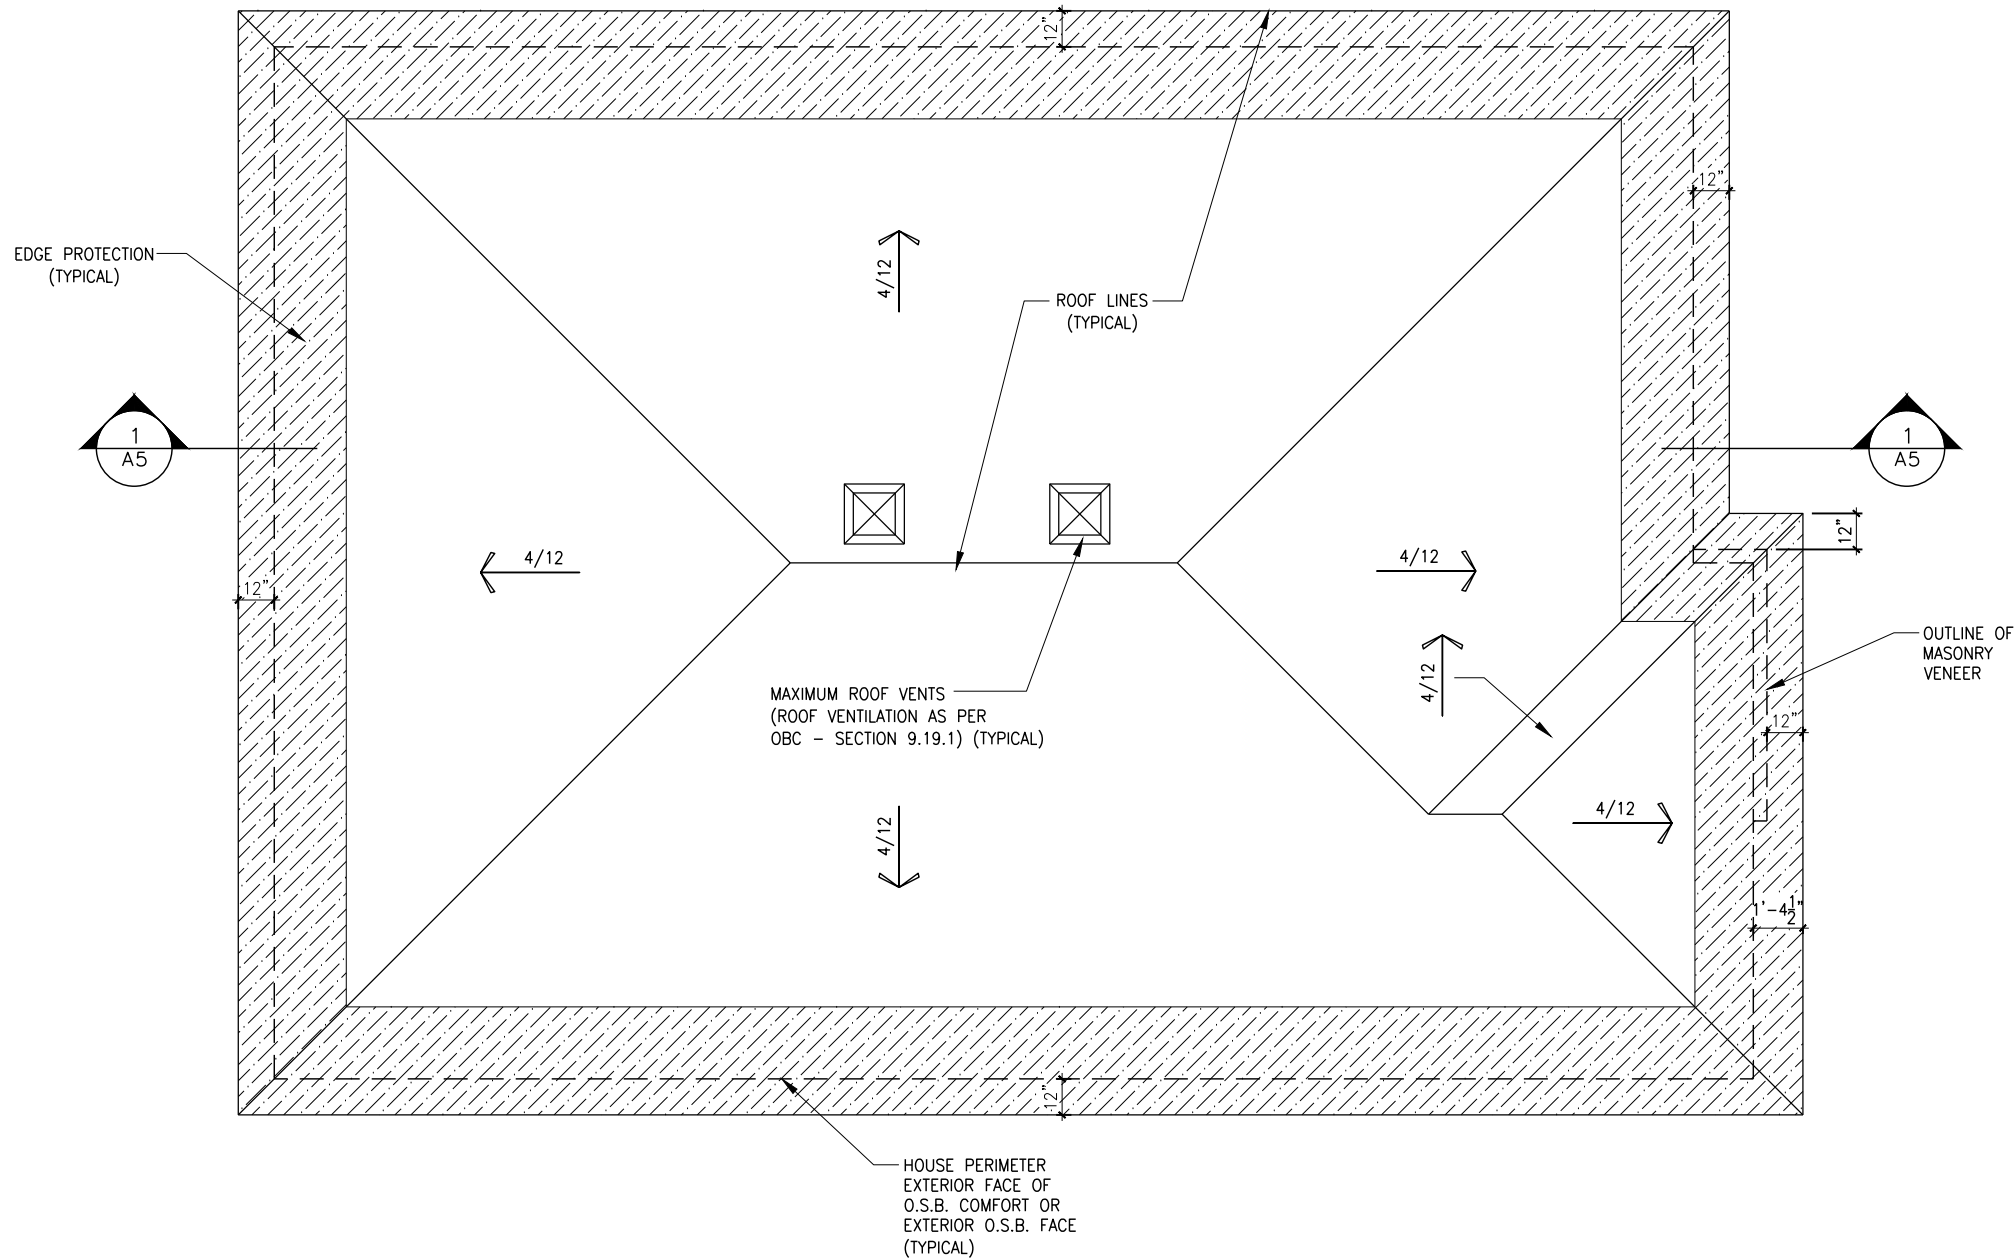 12"
12"
EDGE PROTECTION
(TYPICAL)
4/12
ROOF LINES
(TYPICAL)
1
A5
1
A5
12"
4/12
4/12
12"
OUTLINE OF
MASONRY
VENEER
4/12
MAXIMUM ROOF VENTS
(ROOF VENTILATION AS PER
OBC - SECTION 9.19.1) (TYPICAL)
12"
4/12
4/12
1'-4½"
12"
HOUSE PERIMETER
EXTERIOR FACE OF
O.S.B. COMFORT OR
EXTERIOR O.S.B. FACE
(TYPICAL)